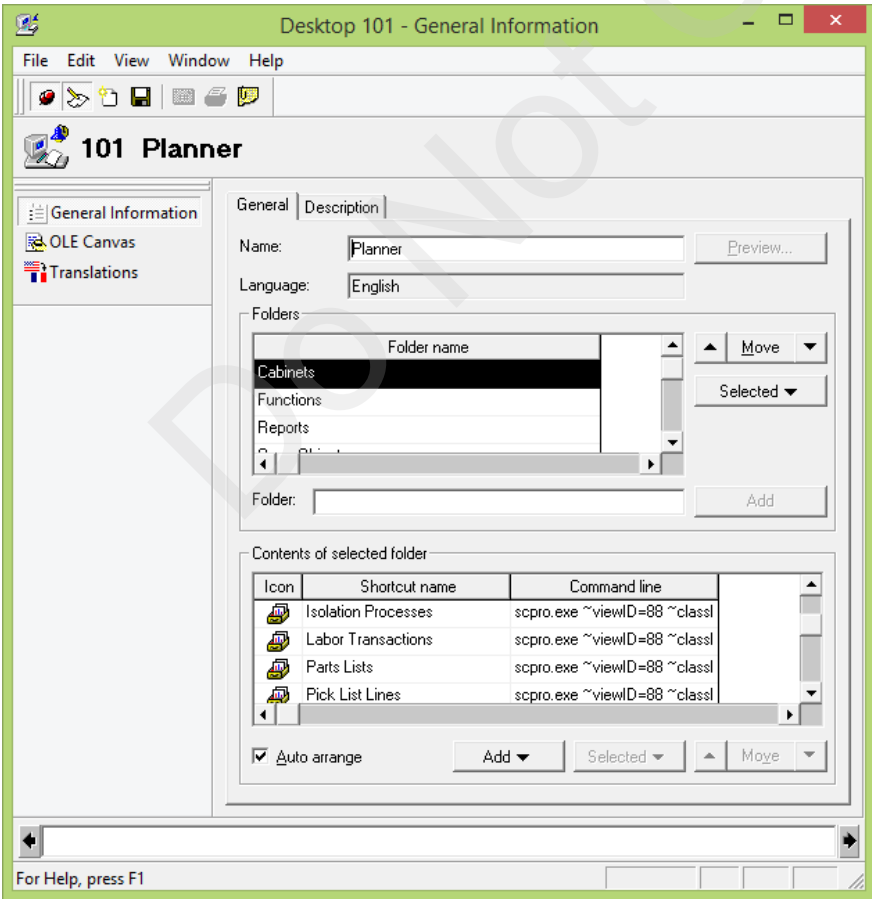 Desktop 101 - General Information
File Edit View Window Help
101 Planner
General Information
OLE Canvas
Translations
General Description
Name: Planner Preview...
Language: English
Folders
Folder name
Move
Cabinets
Selected
Functions
Reports
Folder: Add
Contents of selected folder
Icon Shortcut name Command line
Isolation Processes scpro.exe ~viewID=88 ~classI
Labor Transactions scpro.exe ~viewID=88 ~classI
Parts Lists scpro.exe ~viewID=88 ~classI
Pick List Lines scpro.exe ~viewID=88 ~classI
Auto arrange Add Selected Move
For Help, press F1
Do Not